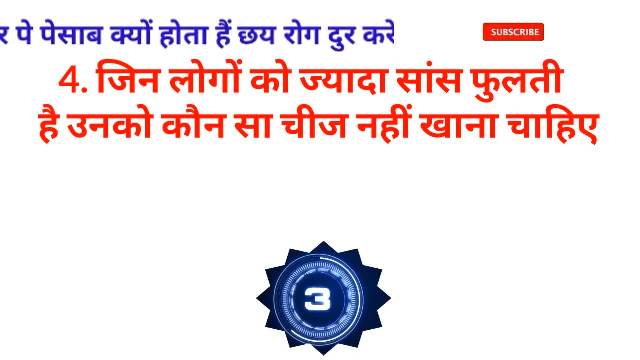 र पे पेसाब क्यों होता हैं छय रोग दुर करे
SUBSCRIBE
4. जिन लोगों को ज्यादा सांस फुलती
है उनको कौन सा चीज नहीं खाना चाहिए
3